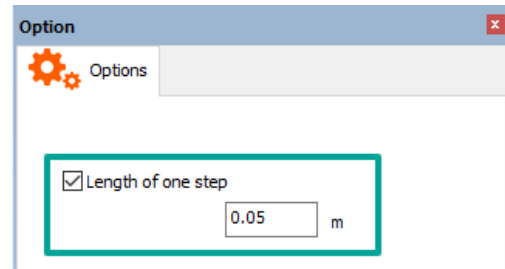 Option
x
Options
Length of one step
0.05 m